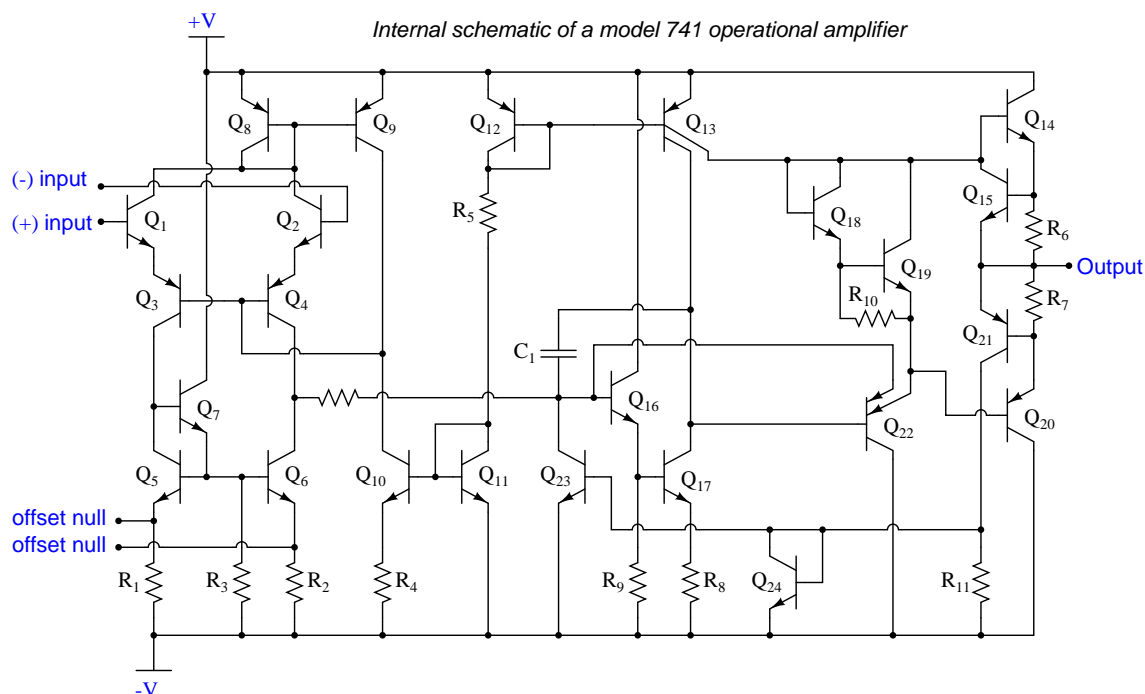 +V
Internal schematic of a model 741 operational amplifier
Q8 Q9 Q12 Q13 Q14
(-) input
(+) input
Q1 Q2 R5 Q18 Q15 R6
Q19 Output
Q3 Q4 R10 R7
C1 Q21
Q7 Q16 Q20
Q22
Q5 Q6 Q10 Q11 Q23 Q17
offset null
offset null
R1 R3 R2 R4 R9 R8 Q24 R11
-V